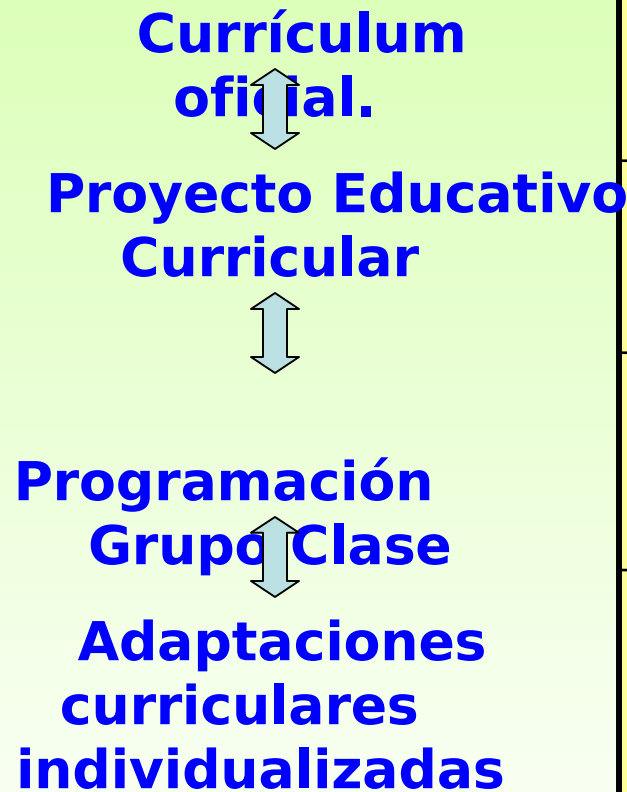 Currículum
oficial.
Proyecto Educativo
Curricular
Programación
Grupo Clase
Adaptaciones
curriculares
individualizadas